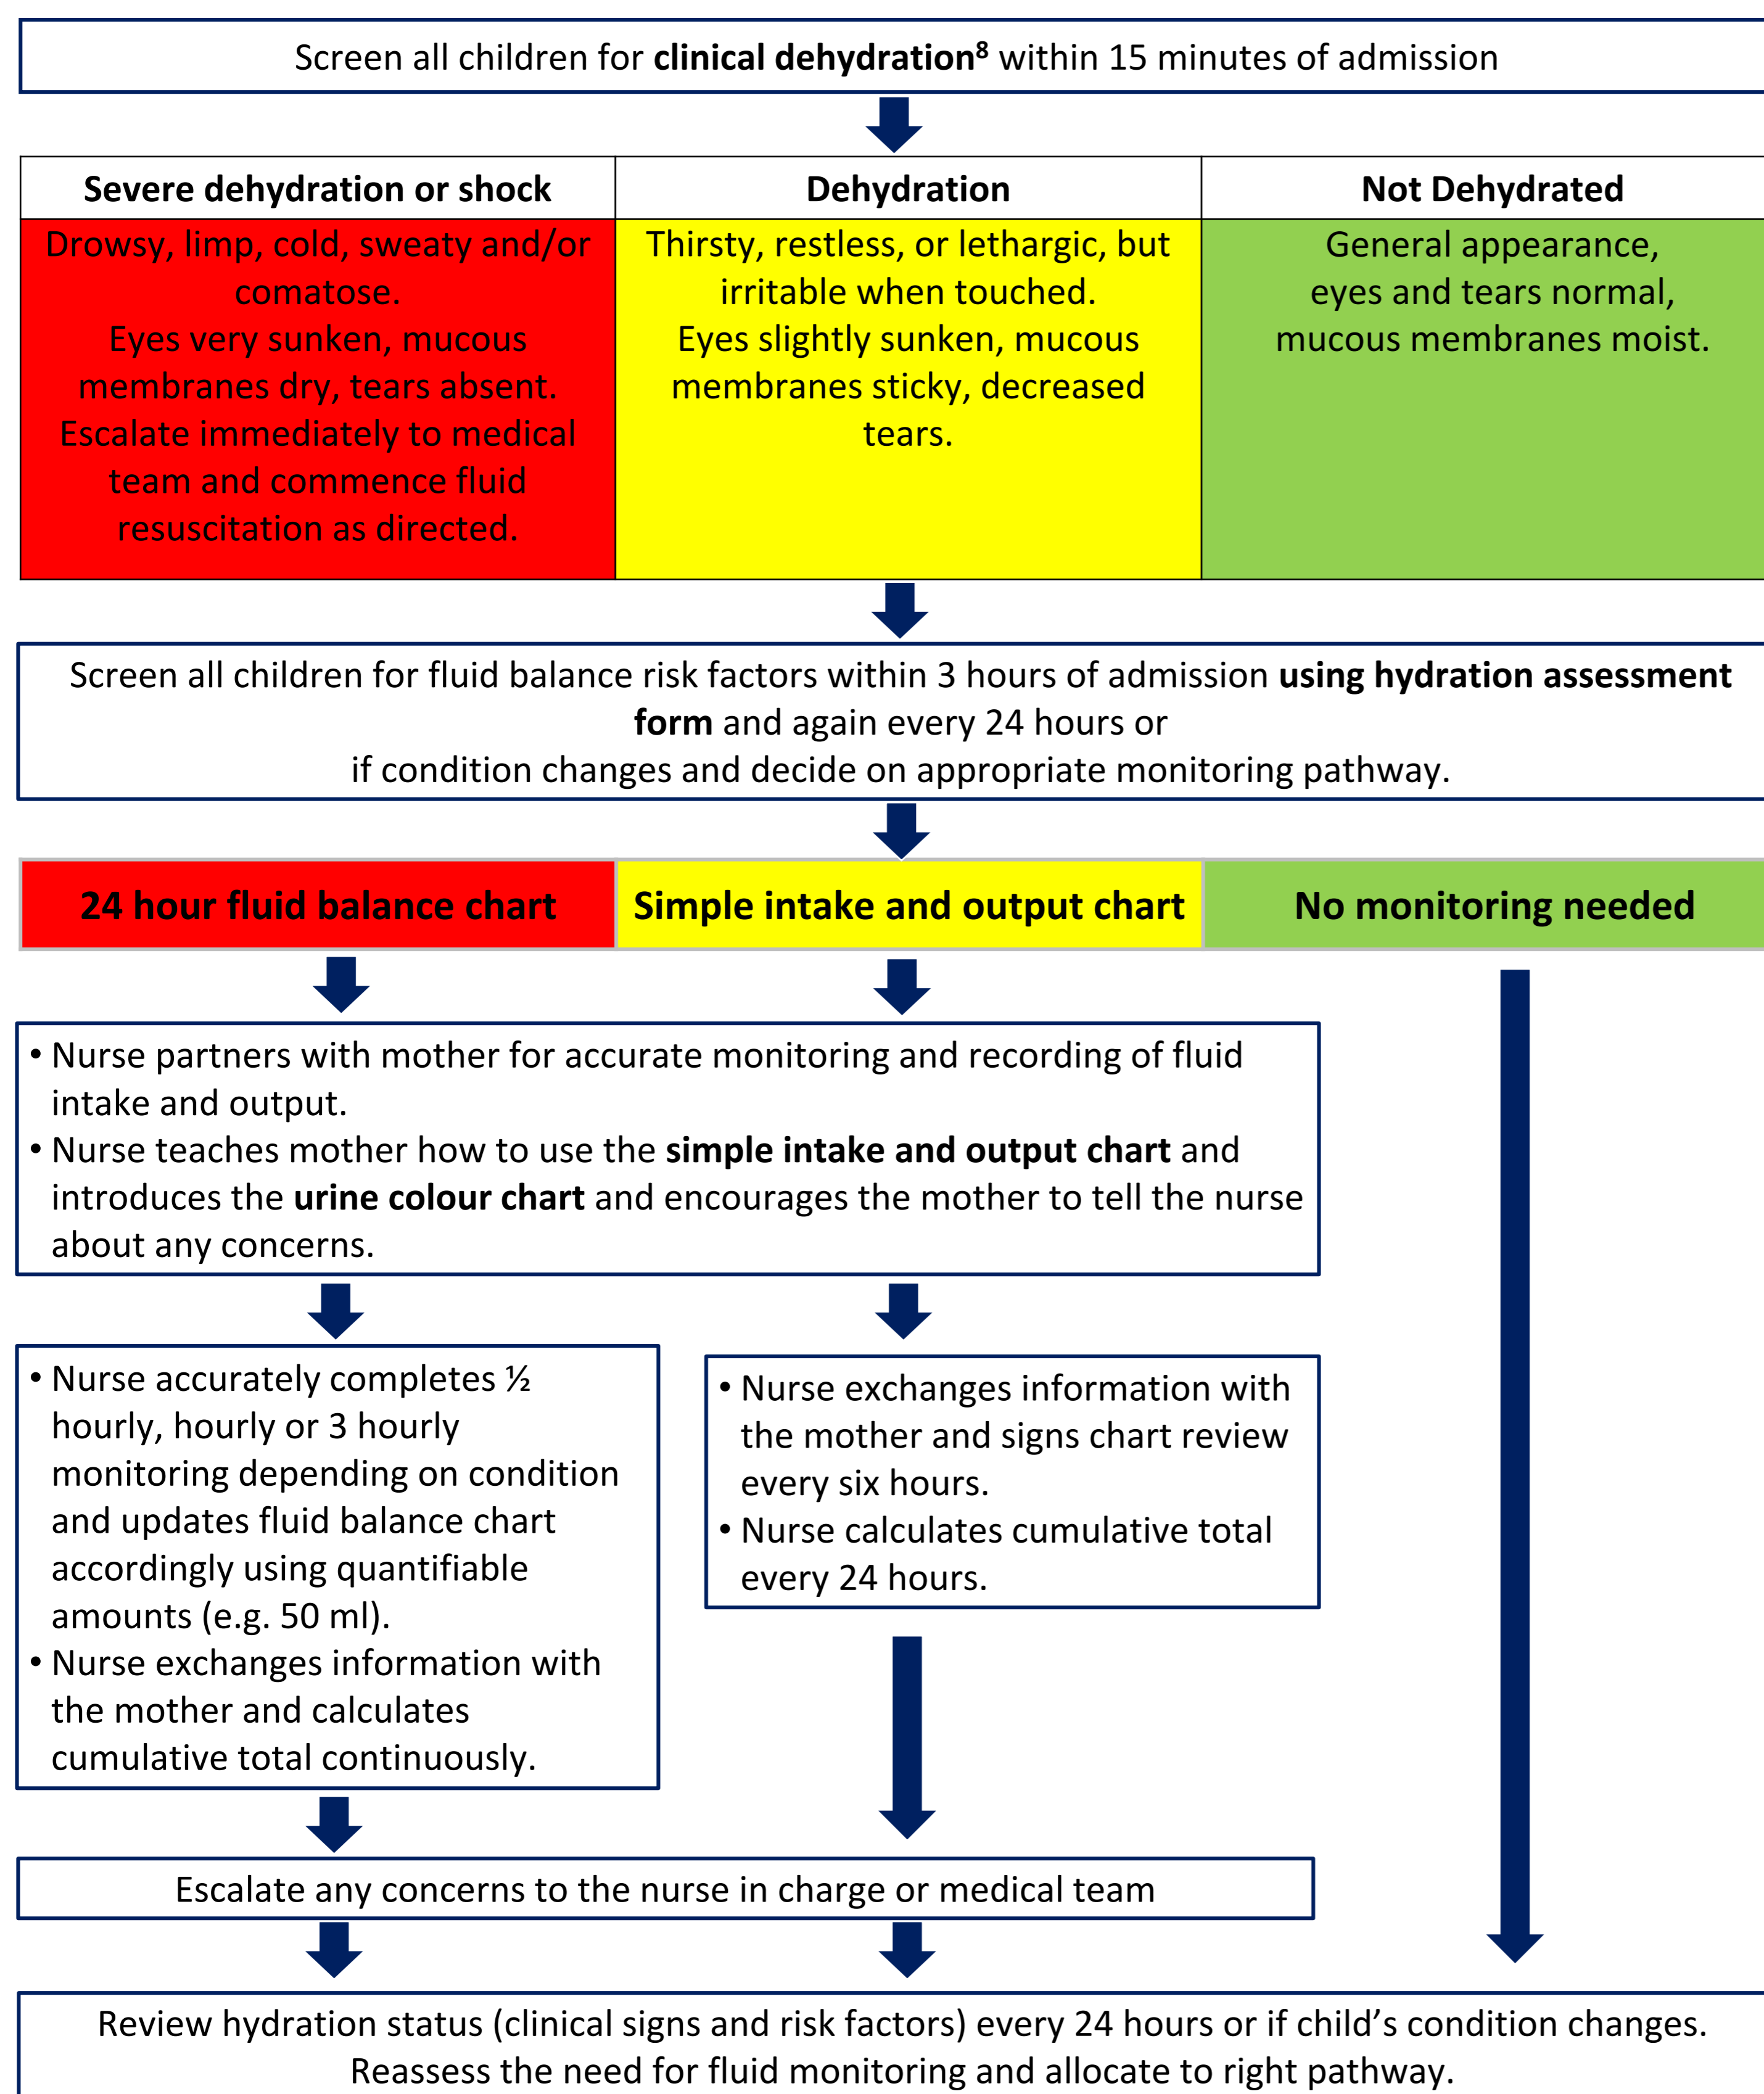 Screen all children for clinical dehydration⁸ within 15 minutes of admission
Severe dehydration or shock
Drowsy, limp, cold, sweaty and/or
comatose.
Eyes very sunken, mucous
membranes dry, tears absent.
Escalate immediately to medical
team and commence fluid
resuscitation as directed.
Dehydration
Thirsty, restless, or lethargic, but
irritable when touched.
Eyes slightly sunken, mucous
membranes sticky, decreased
tears.
Not Dehydrated
General appearance,
eyes and tears normal,
mucous membranes moist.
Screen all children for fluid balance risk factors within 3 hours of admission using hydration assessment
form and again every 24 hours or
if condition changes and decide on appropriate monitoring pathway.
24 hour fluid balance chart
Simple intake and output chart
No monitoring needed
• Nurse partners with mother for accurate monitoring and recording of fluid
intake and output.
• Nurse teaches mother how to use the simple intake and output chart and
introduces the urine colour chart and encourages the mother to tell the nurse
about any concerns.
• Nurse accurately completes ½
hourly, hourly or 3 hourly
monitoring depending on condition
and updates fluid balance chart
accordingly using quantifiable
amounts (e.g. 50 ml).
• Nurse exchanges information with
the mother and calculates
cumulative total continuously.
• Nurse exchanges information with
the mother and signs chart review
every six hours.
• Nurse calculates cumulative total
every 24 hours.
Escalate any concerns to the nurse in charge or medical team
Review hydration status (clinical signs and risk factors) every 24 hours or if child’s condition changes.
Reassess the need for fluid monitoring and allocate to right pathway.